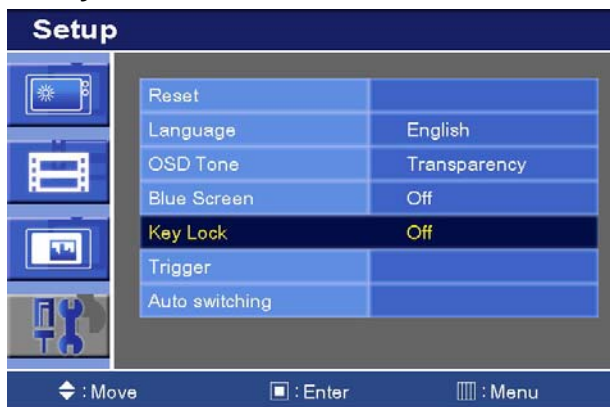 Setup
Reset
Language English
OSD Tone Transparency
Blue Screen Off
Key Lock Off
Trigger
Auto switching
: Move : Enter : Menu